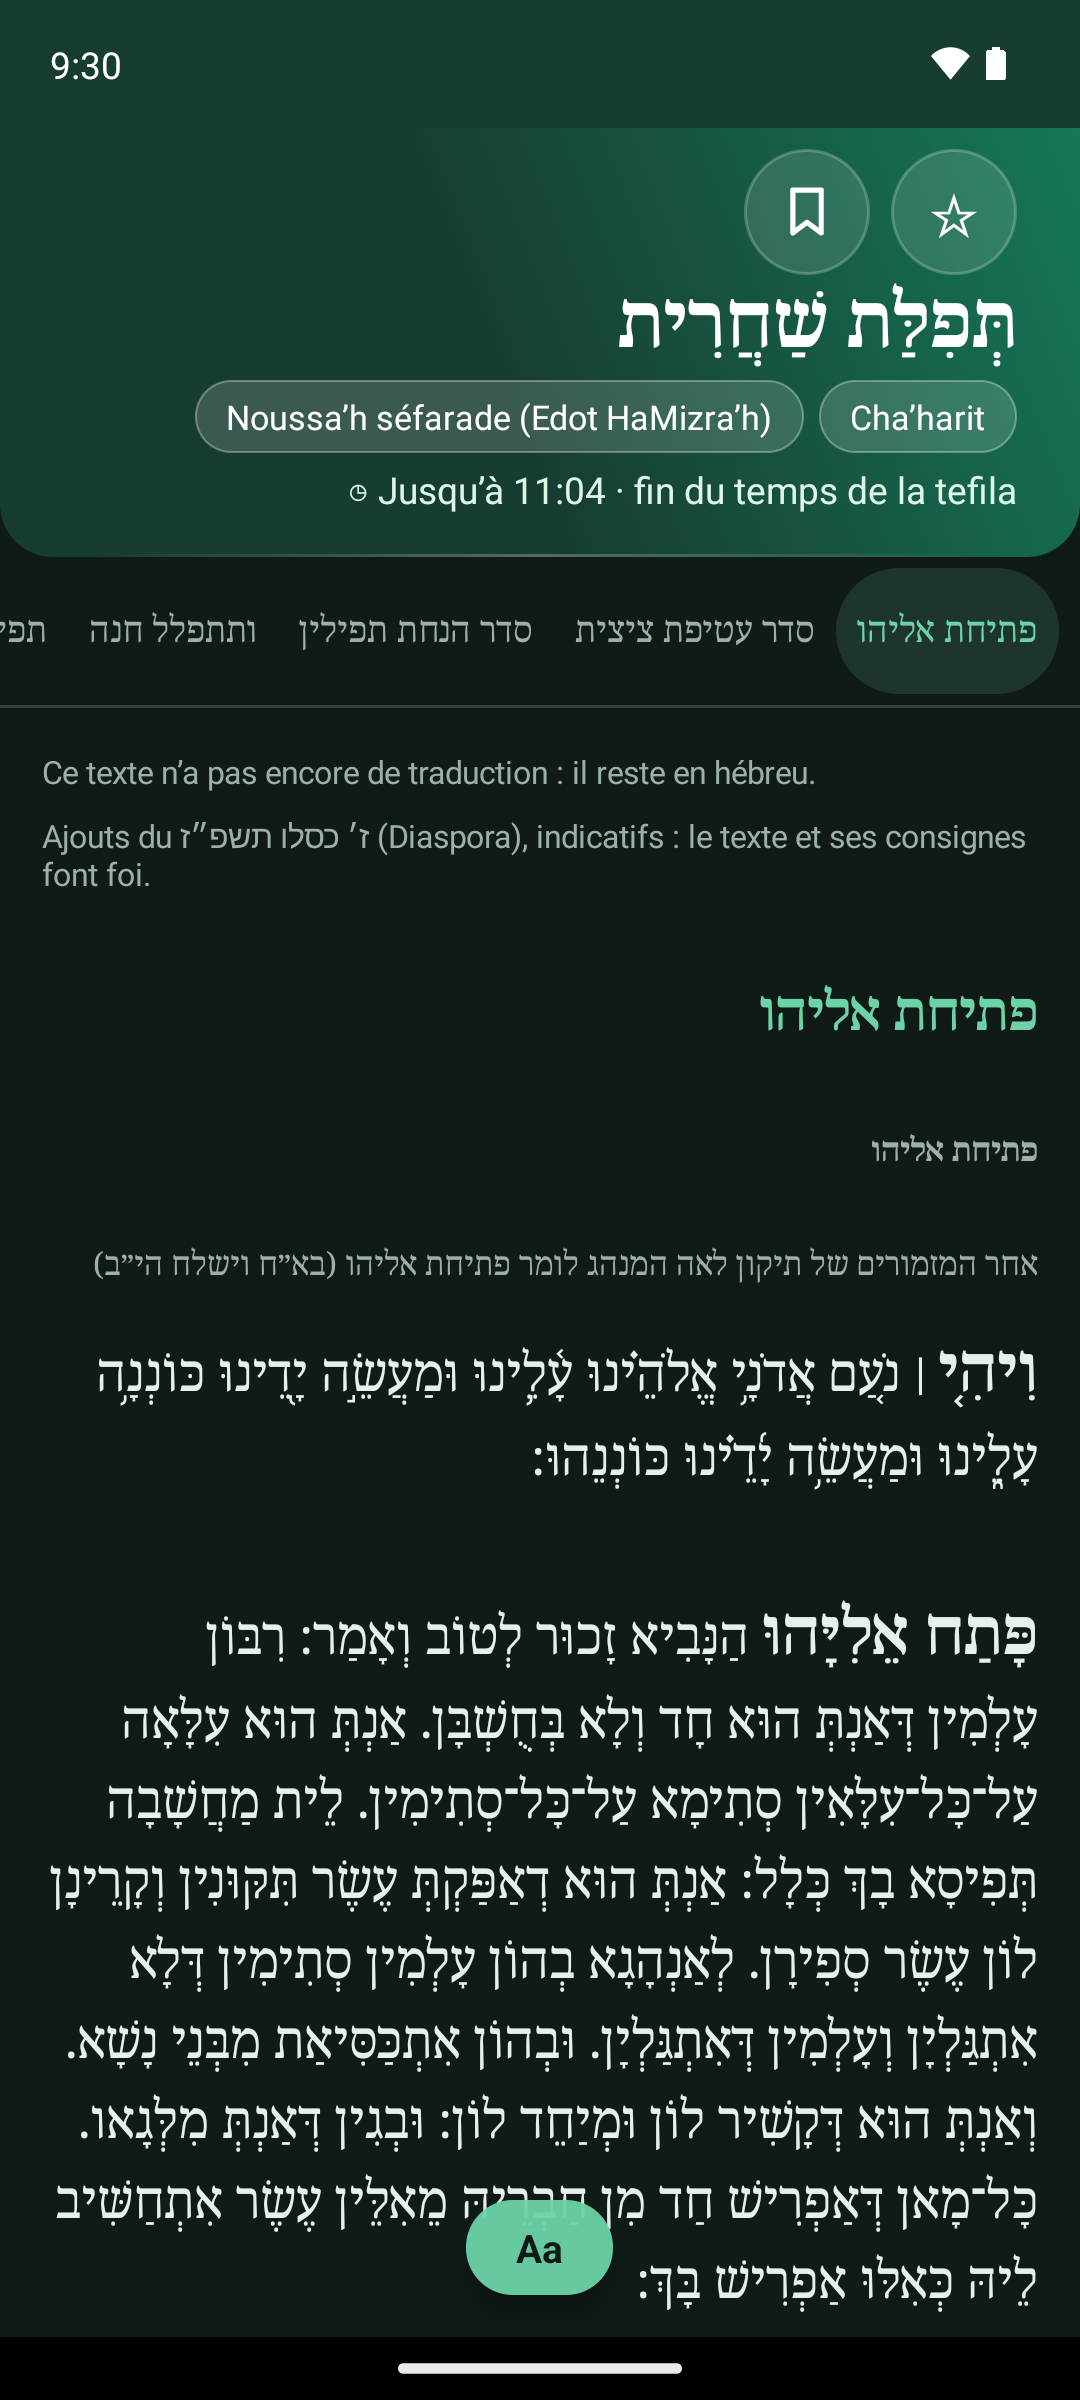 9:30
תְּפִלַּת שַׁחֲרִית
Cha’harit
Noussa’h séfarade (Edot HaMizra’h)
Jusqu’à 11:04 · fin du temps de la tefila
פתיחת אליהו
סדר עטיפת ציצית
סדר הנחת תפילין
ותתפלל חנה
תפי
Ce texte n’a pas encore de traduction : il reste en hébreu.
Ajouts du ז׳ כסלו תשפ״ז (Diaspora), indicatifs : le texte et ses consignes
font foi.
פתיחת אליהו
פתיחת אליהו
אחר המזמורים של תיקון לאה המנהג לומר פתיחת אליהו (בא״ח וישלח הי״ב)
וִיהִ֤י ׀ נֹ֤עַם אֲדֹנָ֥י אֱלֹהֵ֗ינוּ עָ֫לֵ֥ינוּ וּמַעֲשֵׂ֣ה יָ֭דֵינוּ כּוֹנְנָ֥ה
עָלֵ֑ינוּ וּמַעֲשֵׂ֥ה יָ֝דֵ֗ינוּ כּוֹנְנֵהוּ׃
פָּתַח אֵלִיָּהוּ הַנָּבִיא זָכוּר לְטוֹב וְאָמַר: רִבּוֹן
עָלְמִין דְּאַנְתְּ הוּא חָד וְלָא בְּחֻשְׁבָּן. אַנְתְּ הוּא עִלָּאָה
עַל־כָּל־עִלָּאִין סְתִימָא עַל־כָּל־סְתִימִין. לֵית מַחֲשָׁבָה
תְּפִיסָא בָךְ כְּלָל: אַנְתְּ הוּא דְאַפַּקְתְּ עֶשֶׂר תִּקּוּנִין וְקָרֵינָן
לוֹן עֶשֶׂר סְפִירָן. לְאַנְהָגָא בְהוֹן עָלְמִין סְתִימִין דְּלָא
אִתְגַּלְיָן וְעָלְמִין דְּאִתְגַּלְיָן. וּבְהוֹן אִתְכַּסִּיאַת מִבְּנֵי נָשָׁא.
וְאַנְתְּ הוּא דְּקָשִׁיר לוֹן וּמְיַחֵד לוֹן: וּבְגִין דְּאַנְתְּ מִלְּגָאו.
כָּל־מָאן דְּאַפְרִישׁ חַד מִן חַבְרֵיהּ מֵאִלֵּין עֶשֶׂר אִתְחַשִּׁיב
לֵיהּ כְּאִלּוּ אַפְרִישׁ בָּךְ:
Aa